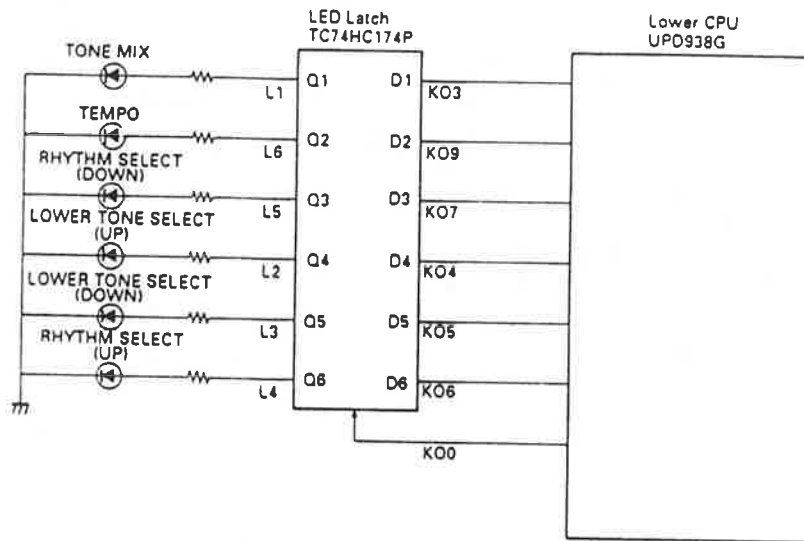 LED Latch
TC74HC174P
Lower CPU
UPD938G
TONE MIX
L1
Q1
D1
KO3
TEMPO
L6
Q2
D2
KO9
RHYTHM SELECT
(DOWN)
L5
Q3
D3
KO7
LOWER TONE SELECT
(UP)
L2
Q4
D4
KO4
LOWER TONE SELECT
(DOWN)
L3
Q5
D5
KO5
RHYTHM SELECT
(UP)
L4
Q6
D6
KO6
KO0